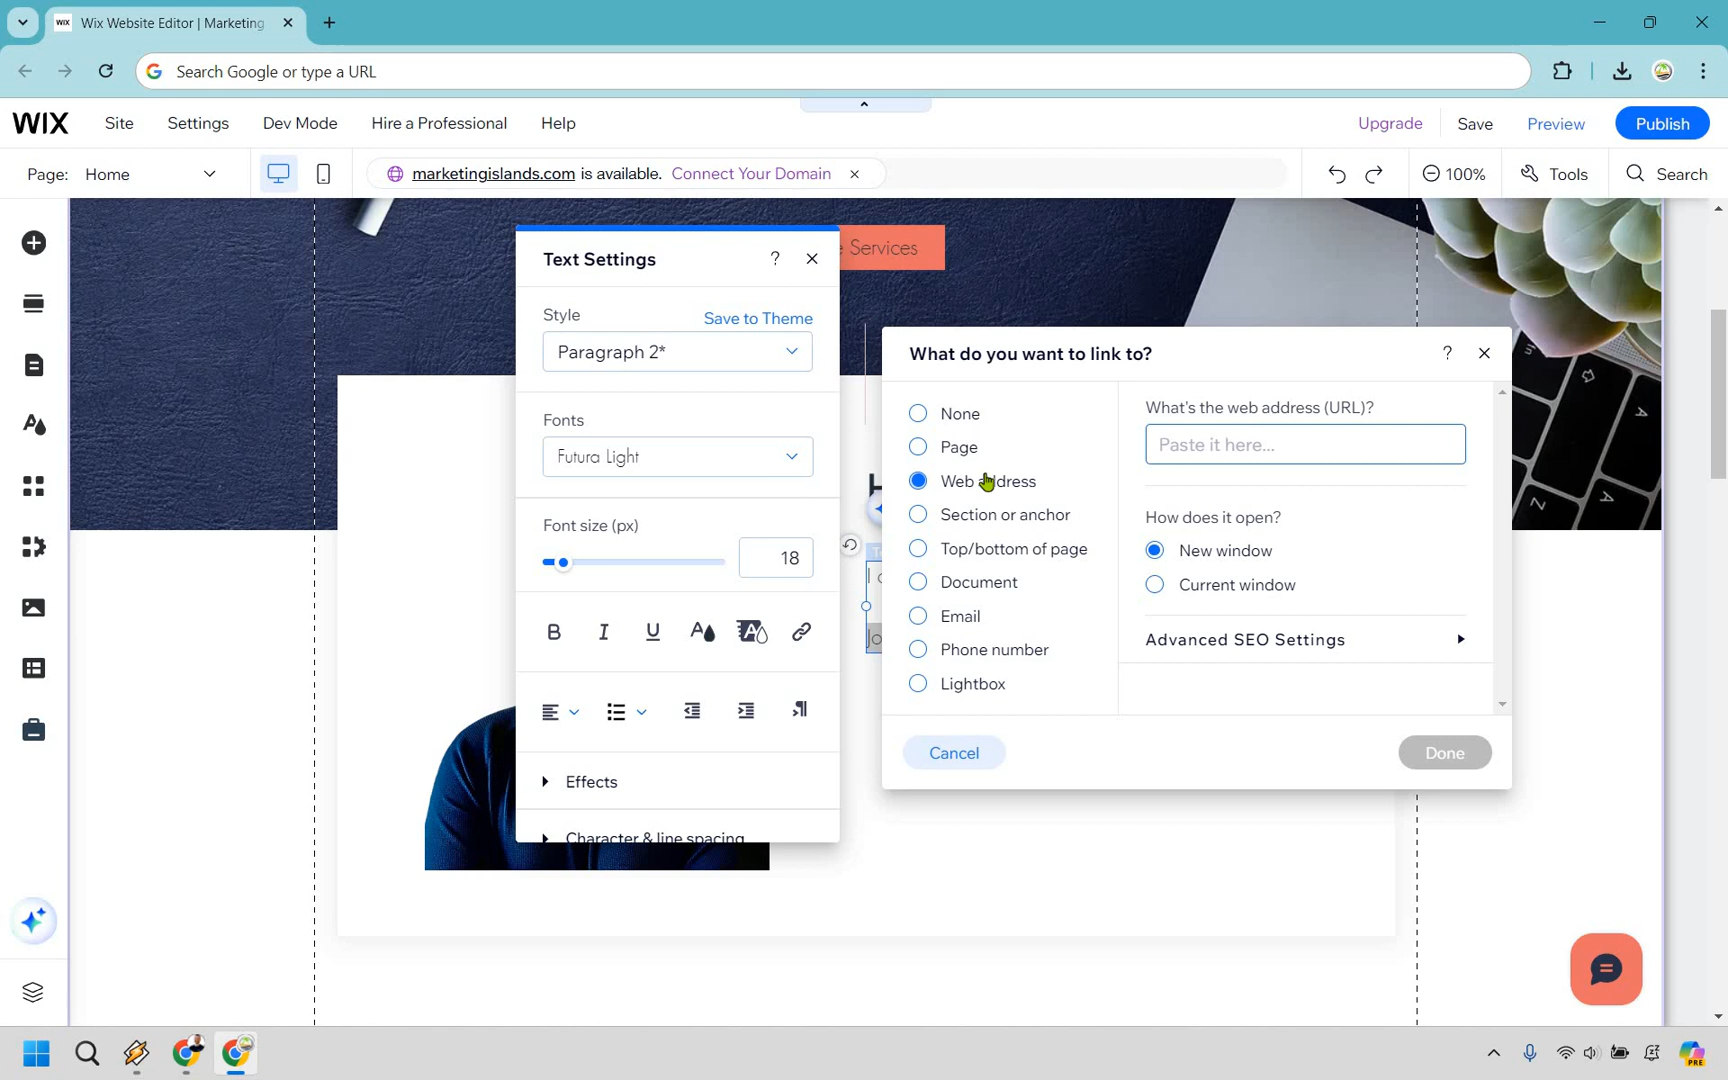 WIX Wix Website Editor | Marketing
Search Google or type a URL
WIX Site Settings Dev Mode Hire a Professional Help Upgrade Save Preview Publish
Page: Home marketingislands.com is available. Connect Your Domain 100% Tools Search
Services
Text Settings ?
Style Save to Theme
Paragraph 2*
Fonts
Futura Light
Font size (px)
18
B I U A A
Effects
Character & line spacing
What do you want to link to? ?
None
Page
Web address
Section or anchor
Top/bottom of page
Document
Email
Phone number
Lightbox
What's the web address (URL)?
Paste it here...
How does it open?
New window
Current window
Advanced SEO Settings
Cancel Done
PRE